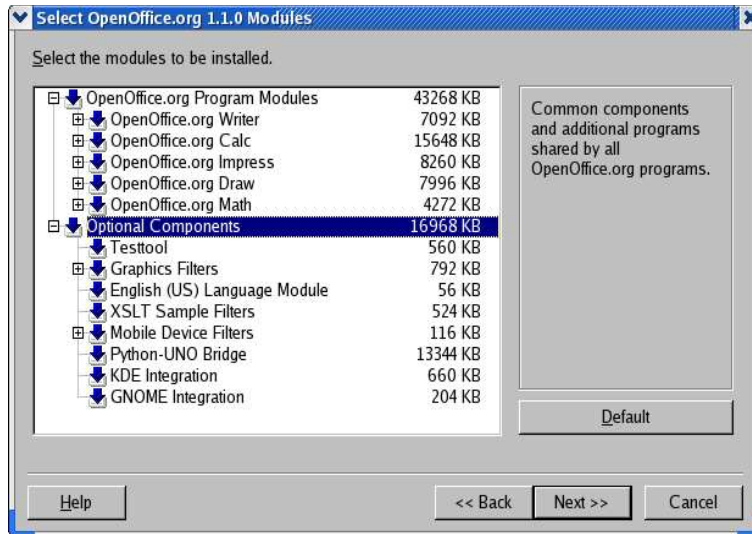 Select OpenOffice.org 1.1.0 Modules
Select the modules to be installed.
OpenOffice.org Program Modules 43268 KB
OpenOffice.org Writer 7092 KB
OpenOffice.org Calc 15648 KB
OpenOffice.org Impress 8260 KB
OpenOffice.org Draw 7996 KB
OpenOffice.org Math 4272 KB
Optional Components 16968 KB
Testtool 560 KB
Graphics Filters 792 KB
English (US) Language Module 56 KB
XSLT Sample Filters 524 KB
Mobile Device Filters 116 KB
Python-UNO Bridge 13344 KB
KDE Integration 660 KB
GNOME Integration 204 KB
Common components
and additional programs
shared by all
OpenOffice.org programs.
Default
Help << Back Next >> Cancel